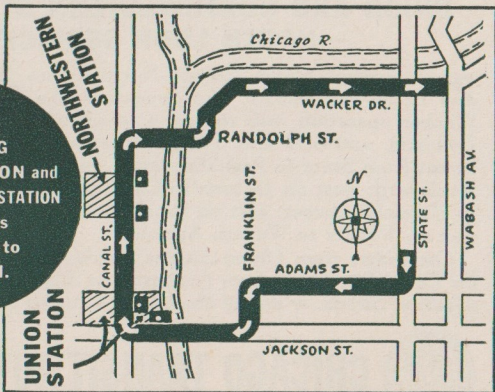 NORTHWESTERN
STATION
Chicago R.
WACKER DR.
RANDOLPH ST.
G
ON and
STATION
s
to
l.
CANAL ST.
FRANKLIN ST.
N
STATE ST.
WABASH AV.
ADAMS ST.
UNION
STATION
JACKSON ST.